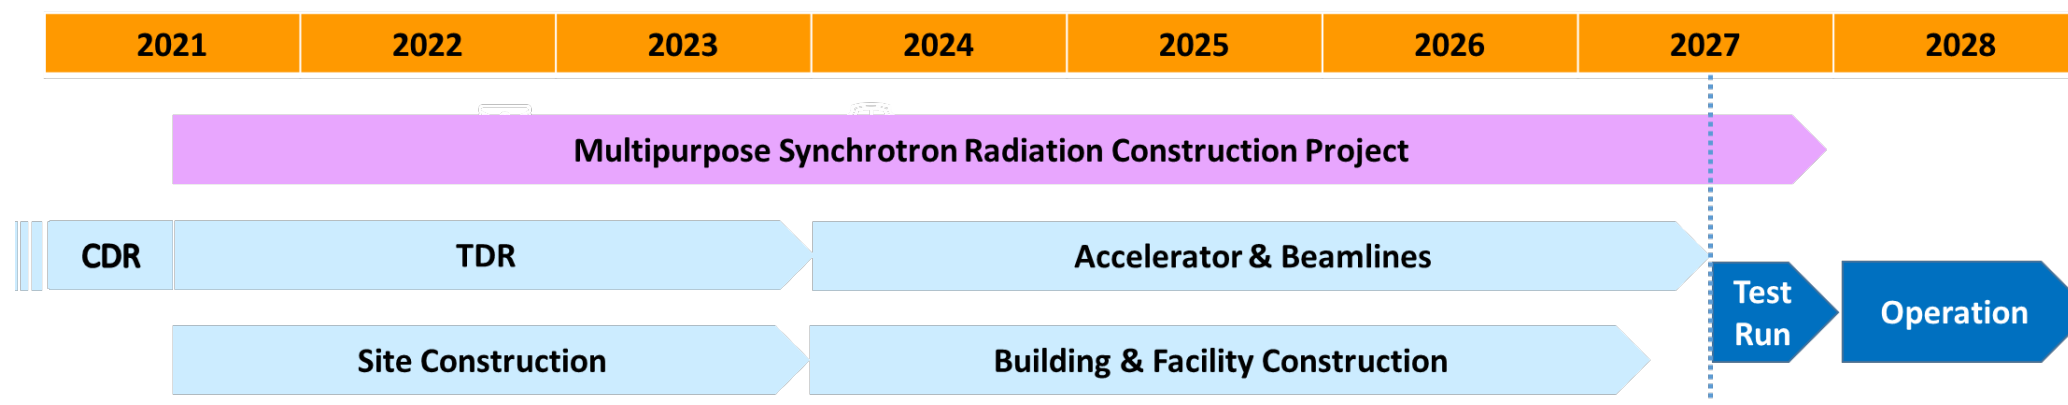 2021 2022 2023 2024 2025 2026 2027 2028
Multipurpose Synchrotron Radiation Construction Project
CDR TDR Accelerator & Beamlines
Test
Run
Operation
Site Construction Building & Facility Construction